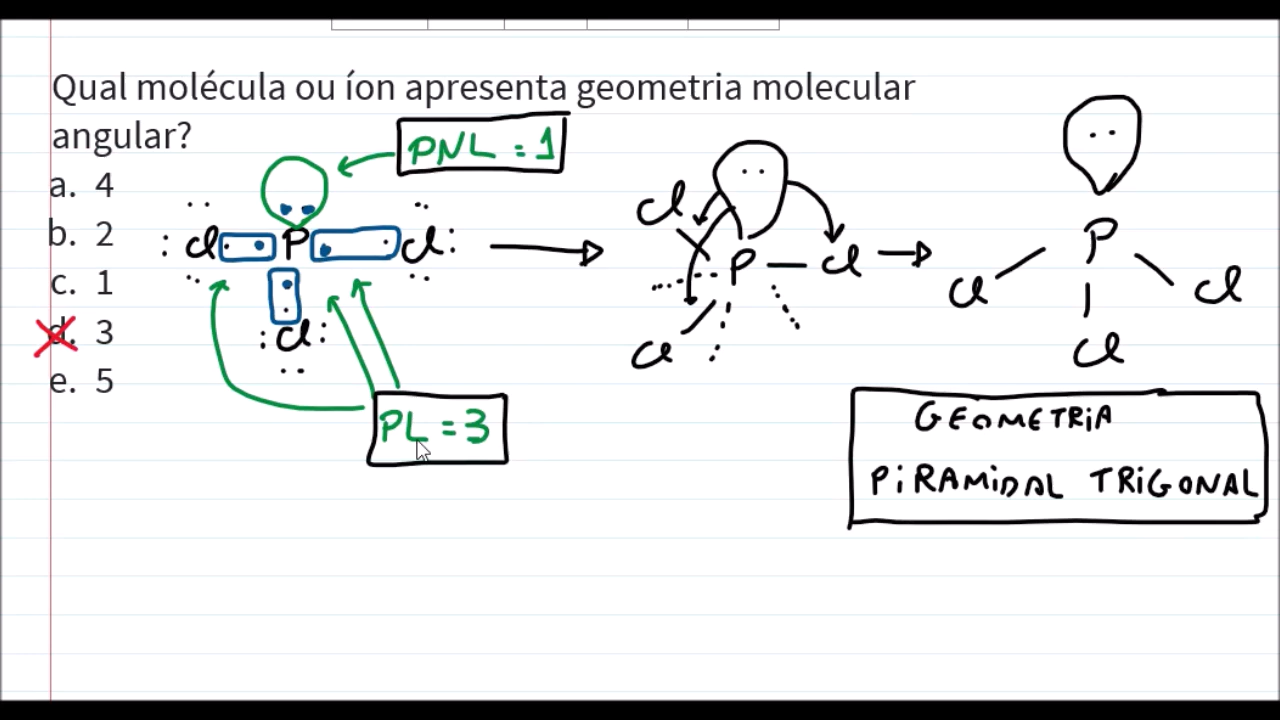 Qual molécula ou íon apresenta geometria molecular
angular?
a. 4
b. 2
c. 1
d. 3
e. 5
PNL = 1
: Cl P Cl :
: Cl :
PL = 3
Cl
P Cl
Cl
P
Cl Cl
Cl
GEOMETRIA
PIRAMIDAL TRIGONAL